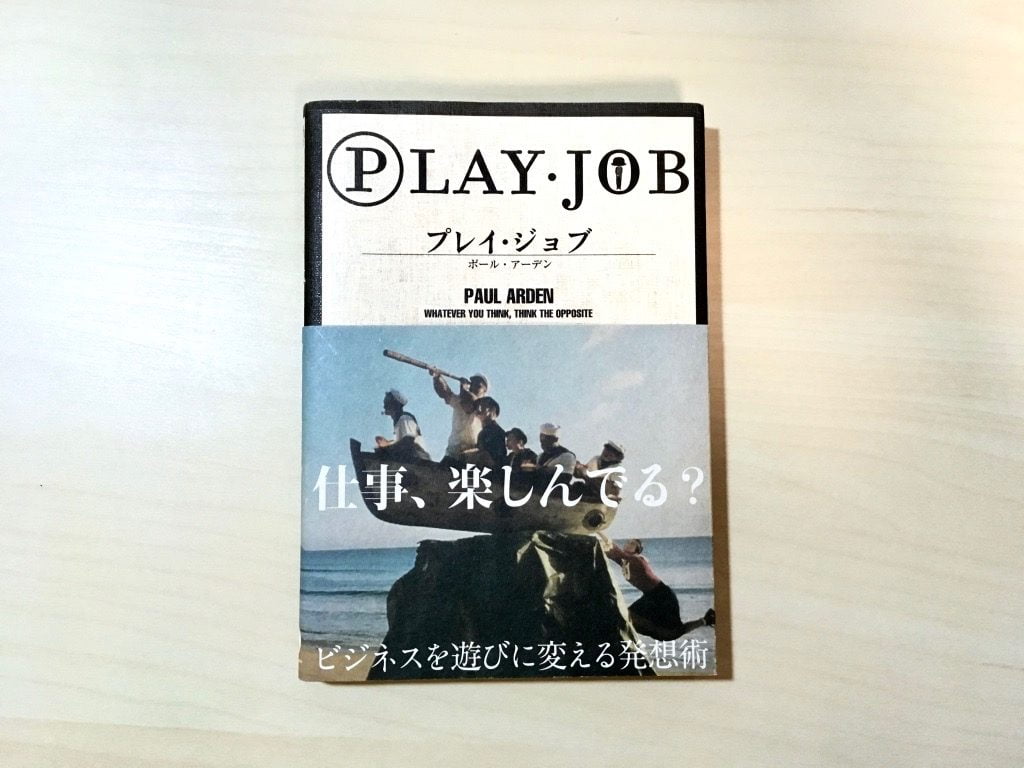 PLAY・JOB
プレイ・ジョブ
ポール・アーデン
PAUL ARDEN
WHATEVER YOU THINK, THINK THE OPPOSITE
仕事、楽しんでる？
ビジネスを遊びに変える発想術